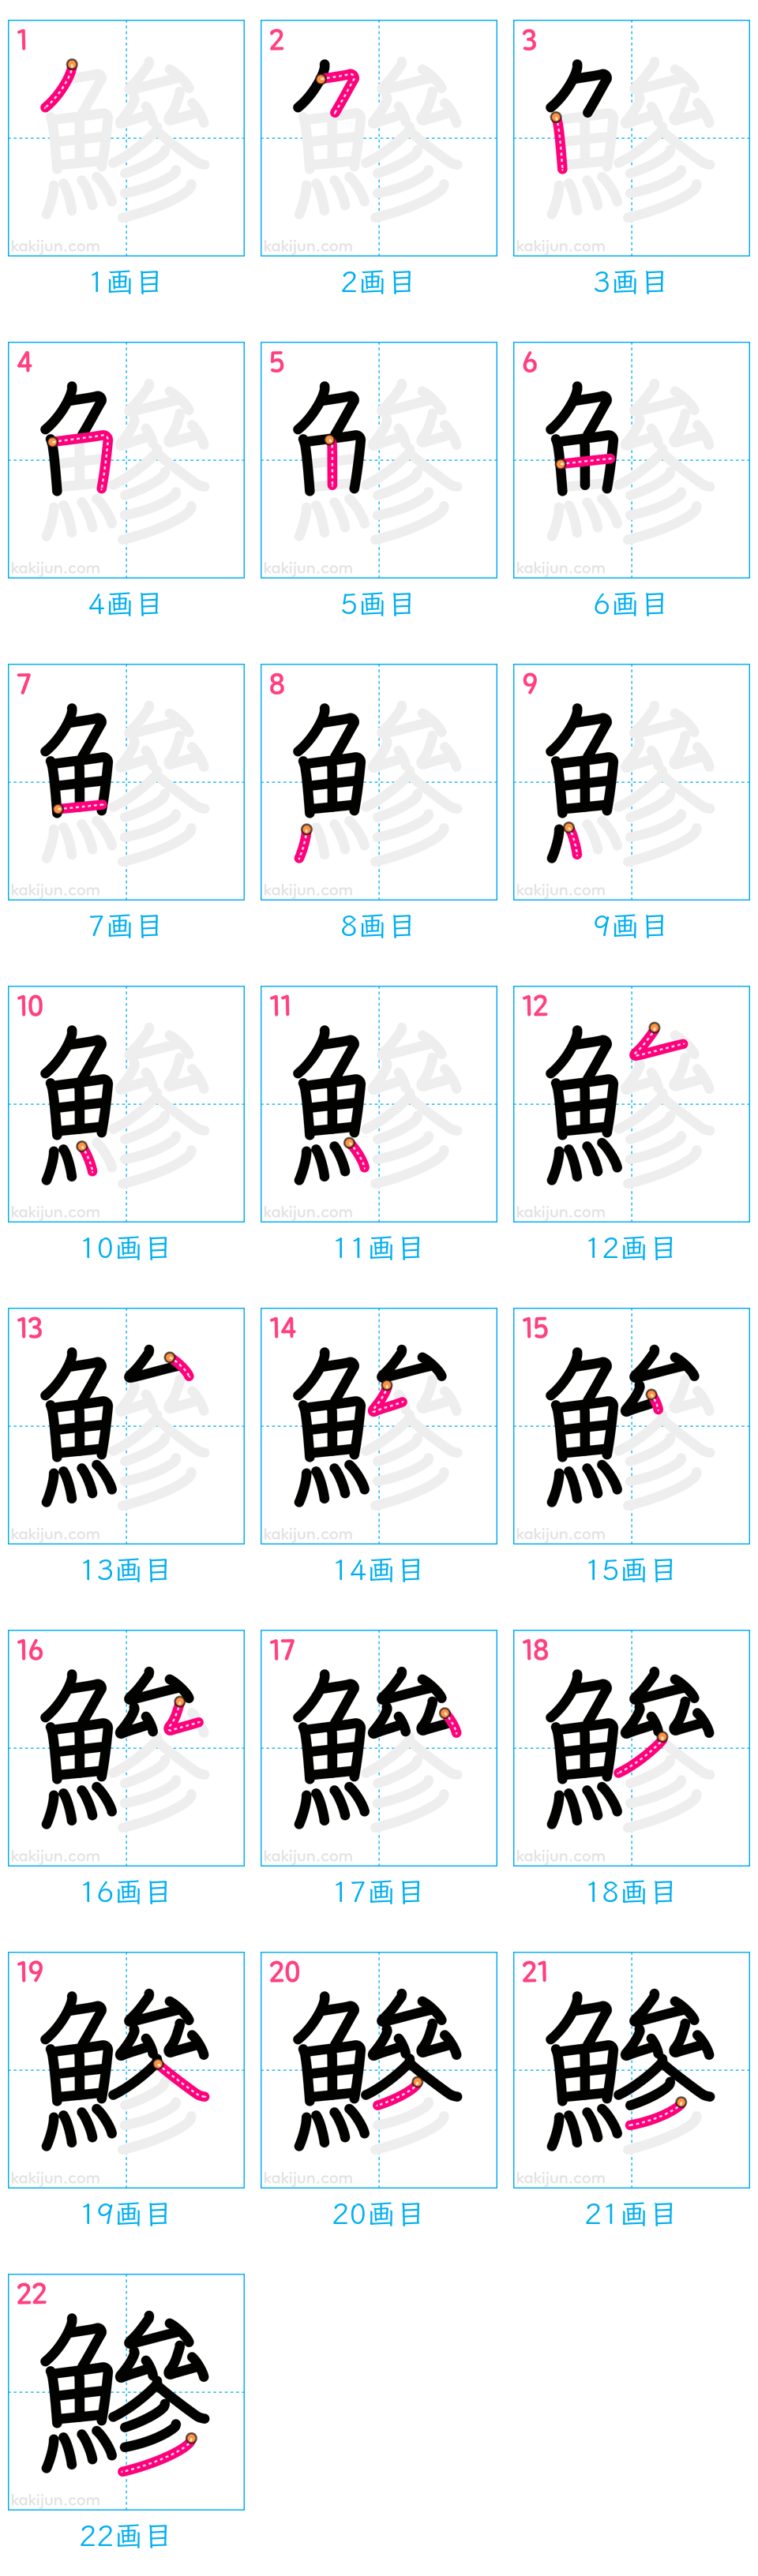 1 2 3
kakijun.com kakijun.com kakijun.com
1画目 2画目 3画目
4 5 6
kakijun.com kakijun.com kakijun.com
4画目 5画目 6画目
7 8 9
kakijun.com kakijun.com kakijun.com
7画目 8画目 9画目
10 11 12
kakijun.com kakijun.com kakijun.com
10画目 11画目 12画目
13 14 15
kakijun.com kakijun.com kakijun.com
13画目 14画目 15画目
16 17 18
kakijun.com kakijun.com kakijun.com
16画目 17画目 18画目
19 20 21
kakijun.com kakijun.com kakijun.com
19画目 20画目 21画目
22
鰺
kakijun.com
22画目